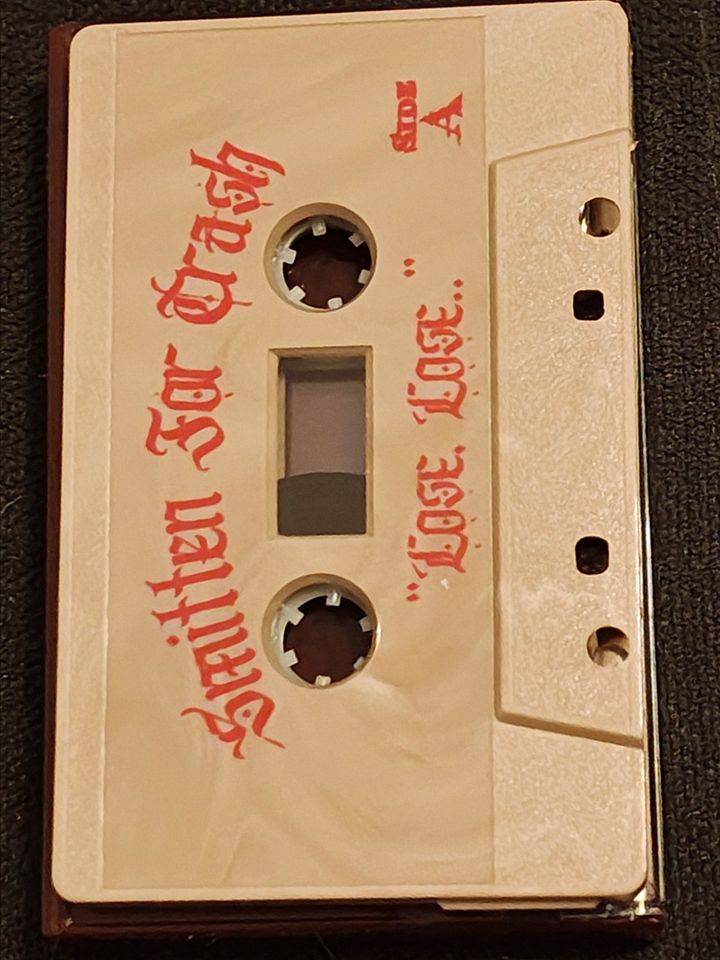 Smitten For Trash
SIDE
A
"Lose Lose.."